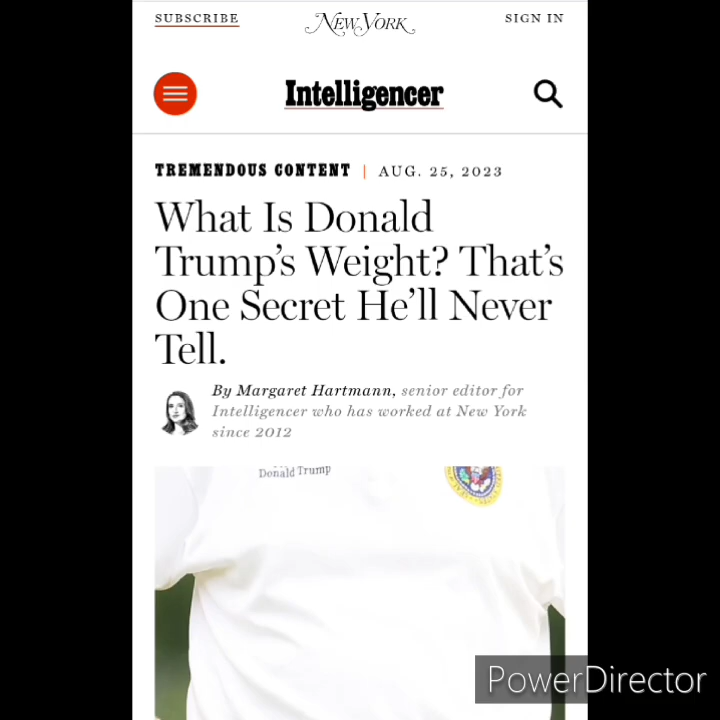 SUBSCRIBE
NEW YORK
SIGN IN
Intelligencer
TREMENDOUS CONTENT | AUG. 25, 2023
What Is Donald
Trump's Weight? That's
One Secret He'll Never
Tell.
By Margaret Hartmann, senior editor for
Intelligencer who has worked at New York
since 2012
Donald Trump
PowerDirector